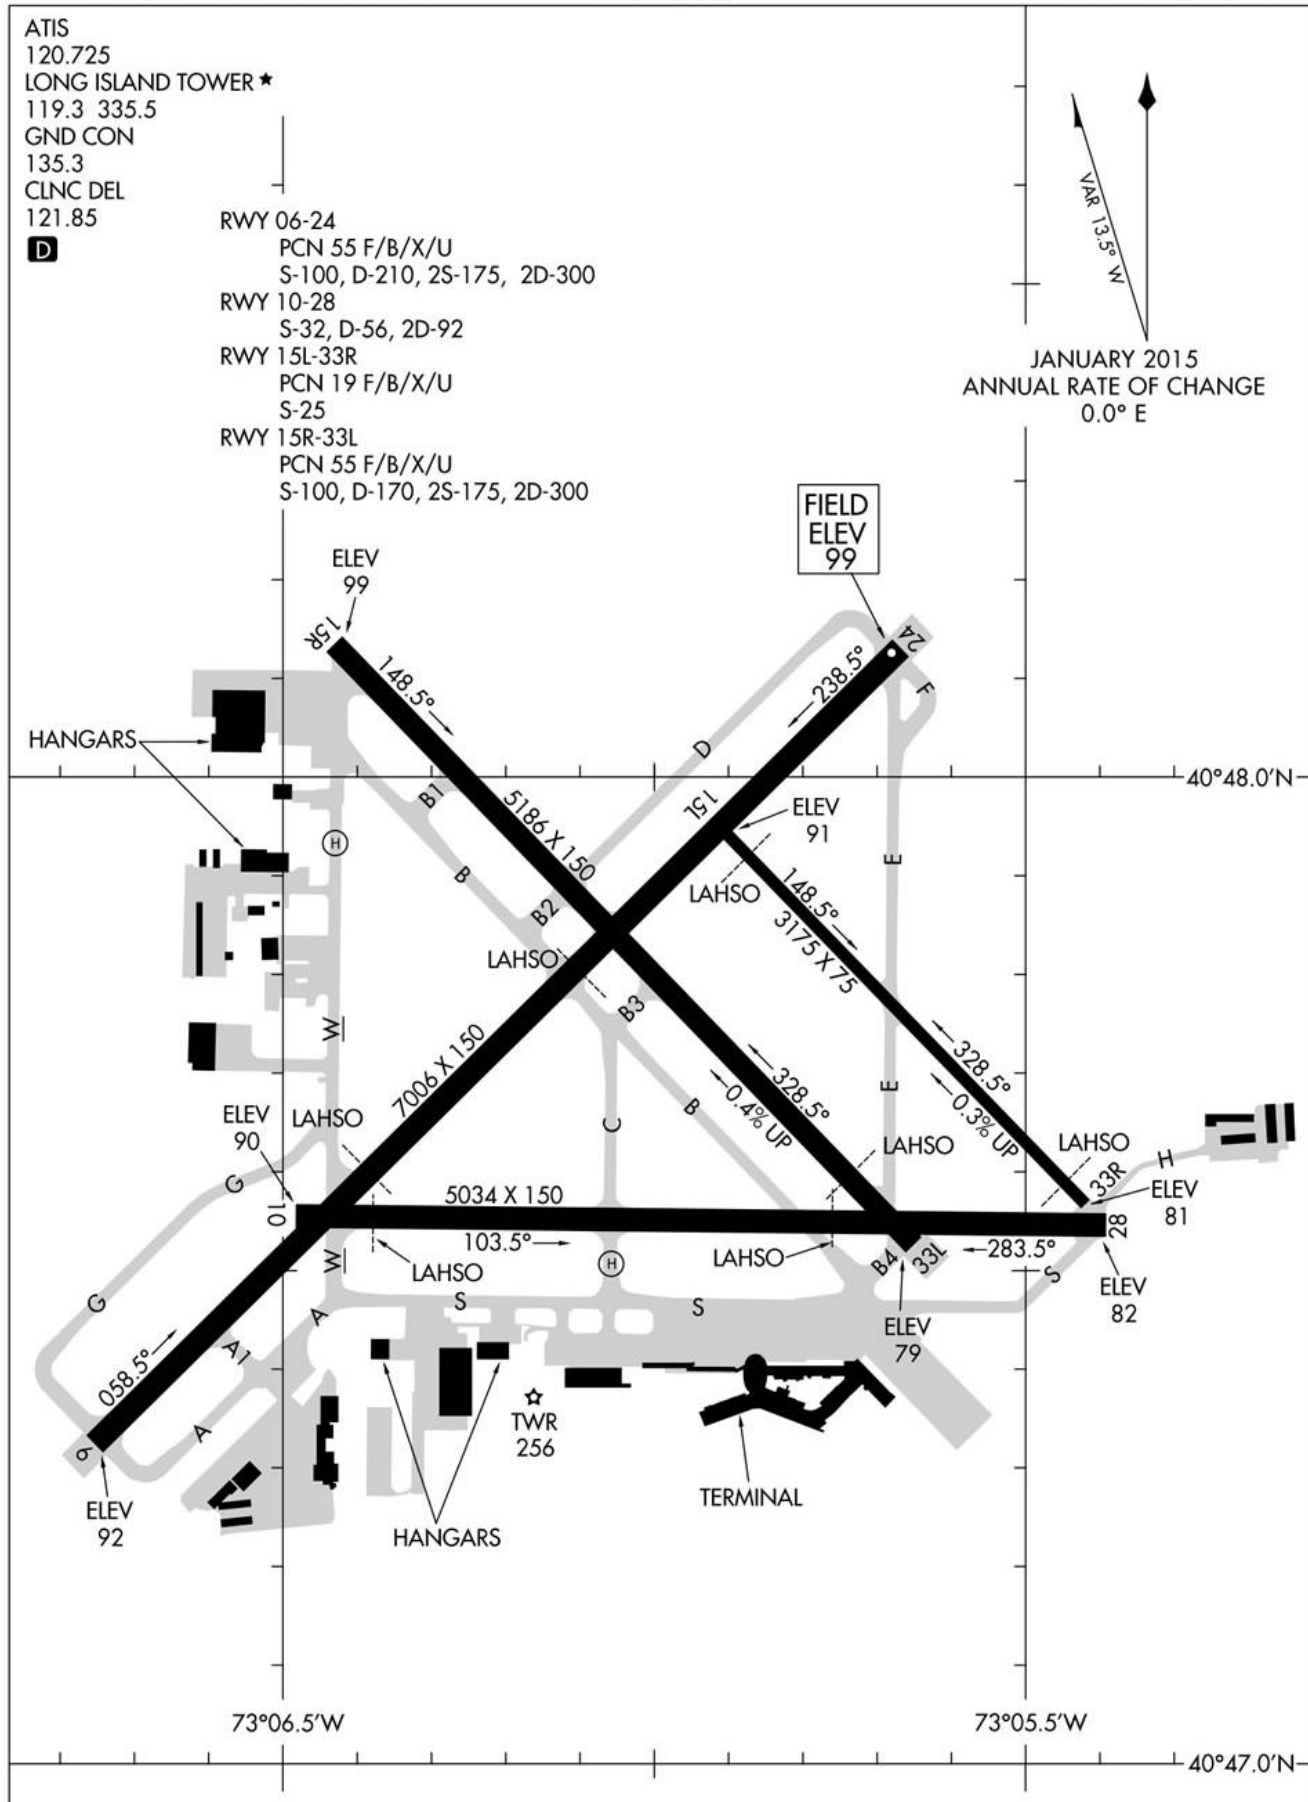 ATIS
120.725
LONG ISLAND TOWER ★
119.3 335.5
GND CON
135.3
CLNC DEL
121.85
D
RWY 06-24
PCN 55 F/B/X/U
S-100, D-210, 2S-175, 2D-300
RWY 10-28
S-32, D-56, 2D-92
RWY 15L-33R
PCN 19 F/B/X/U
S-25
RWY 15R-33L
PCN 55 F/B/X/U
S-100, D-170, 2S-175, 2D-300
VAR 13.5° W
JANUARY 2015
ANNUAL RATE OF CHANGE
0.0° E
FIELD
ELEV
99
ELEV
99
15R
148.5°
24
238.5°
F
HANGARS
D
40°48.0'N
B1
5186 X 150
15L
ELEV
91
H
B
LAHSO
148.5°
3175 X 75
E
B2
LAHSO
B3
W
7006 X 150
328.5°
0.4% UP
328.5°
0.3% UP
E
B
C
ELEV
90
LAHSO
LAHSO
LAHSO
H
33R
ELEV
81
G
10
5034 X 150
103.5°
28
283.5°
W
LAHSO
H
LAHSO
B4
33L
S
ELEV
82
G
A
S
S
ELEV
79
058.5°
A1
A
6
ELEV
92
TWR
256
TERMINAL
HANGARS
73°06.5'W
73°05.5'W
40°47.0'N